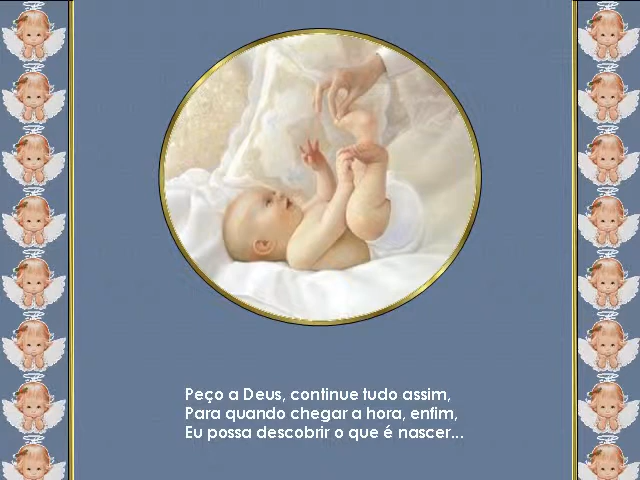 Peço a Deus, continue tudo assim,
Para quando chegar a hora, enfim,
Eu possa descobrir o que é nascer...